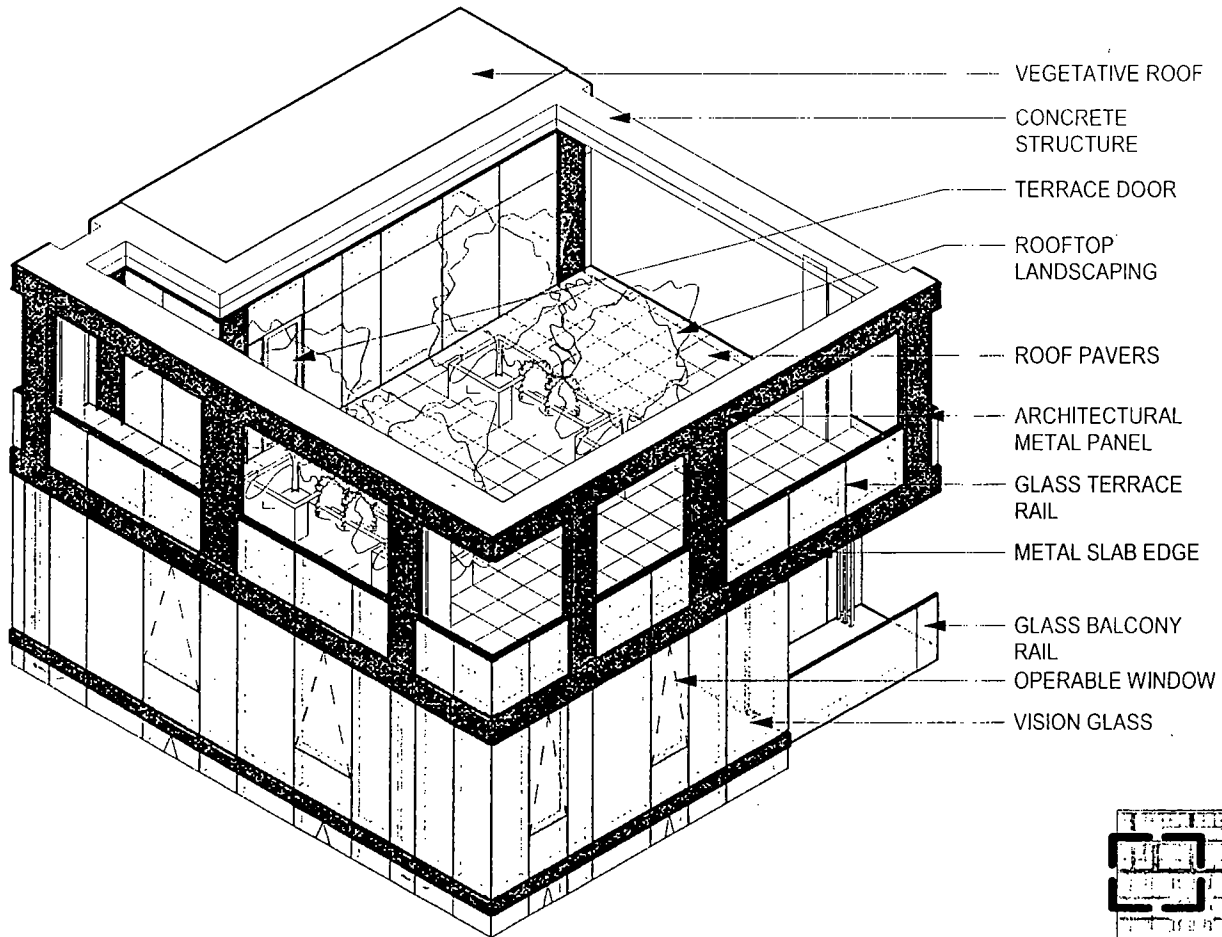 VEGETATIVE ROOF
CONCRETE
STRUCTURE
TERRACE DOOR
ROOFTOP
LANDSCAPING
ROOF PAVERS
ARCHITECTURAL
METAL PANEL
GLASS TERRACE
RAIL
METAL SLAB EDGE
GLASS BALCONY
RAIL
OPERABLE WINDOW
VISION GLASS